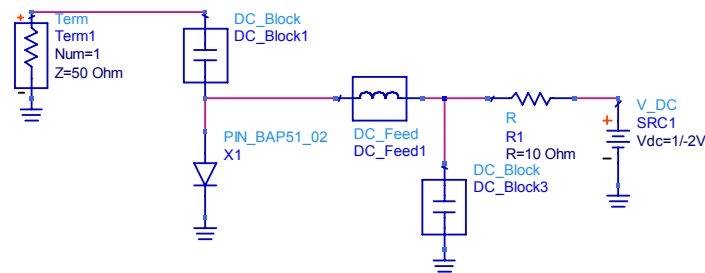 Term
Term1
Num=1
Z=50 Ohm
DC_Block
DC_Block1
PIN_BAP51_02
X1
DC_Feed
DC_Feed1
R
R1
R=10 Ohm
V_DC
SRC1
Vdc=1/-2V
DC_Block
DC_Block3